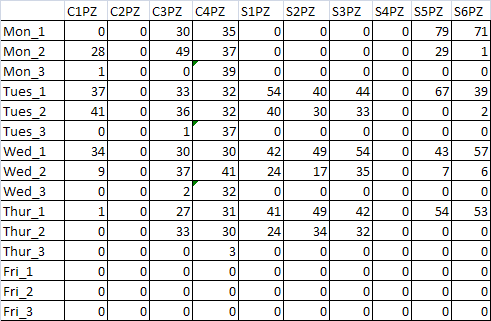 C1PZ C2PZ C3PZ C4PZ S1PZ S2PZ S3PZ S4PZ S5PZ S6PZ
Mon_1 0 0 30 35 0 0 0 0 79 71
Mon_2 28 0 49 37 0 0 0 0 29 1
Mon_3 1 0 0 39 0 0 0 0 0 0
Tues_1 37 0 33 32 54 40 44 0 67 39
Tues_2 41 0 36 32 40 30 33 0 0 2
Tues_3 0 0 1 37 0 0 0 0 0 0
Wed_1 34 0 30 30 42 49 54 0 43 57
Wed_2 9 0 37 41 24 17 35 0 7 6
Wed_3 0 0 2 32 0 0 0 0 0 0
Thur_1 1 0 27 31 41 49 42 0 54 53
Thur_2 0 0 33 30 24 34 32 0 0 0
Thur_3 0 0 0 3 0 0 0 0 0 0
Fri_1 0 0 0 0 0 0 0 0 0 0
Fri_2 0 0 0 0 0 0 0 0 0 0
Fri_3 0 0 0 0 0 0 0 0 0 0